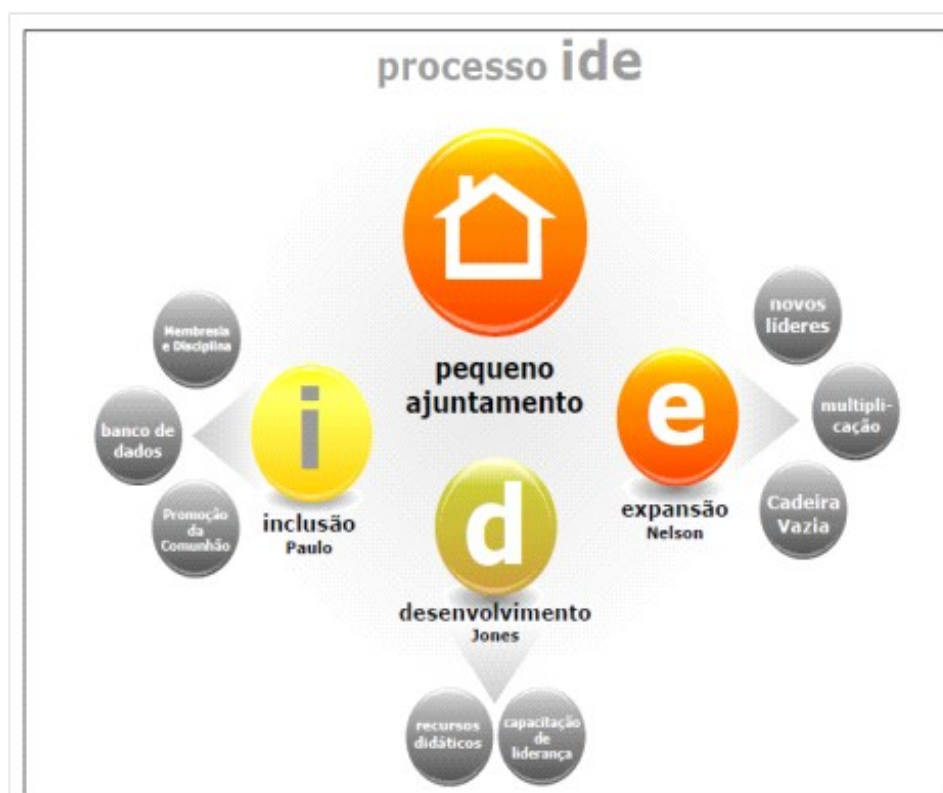 processo ide
pequeno
ajuntamento
Membresia
e Disciplina
banco de
dados
Promoção
da
Comunhão
i
inclusão
Paulo
d
desenvolvimento
Jones
recursos
didáticos
capacitação
de
liderança
e
expansão
Nelson
novos
líderes
multipli-
cação
Cadeira
Vazia